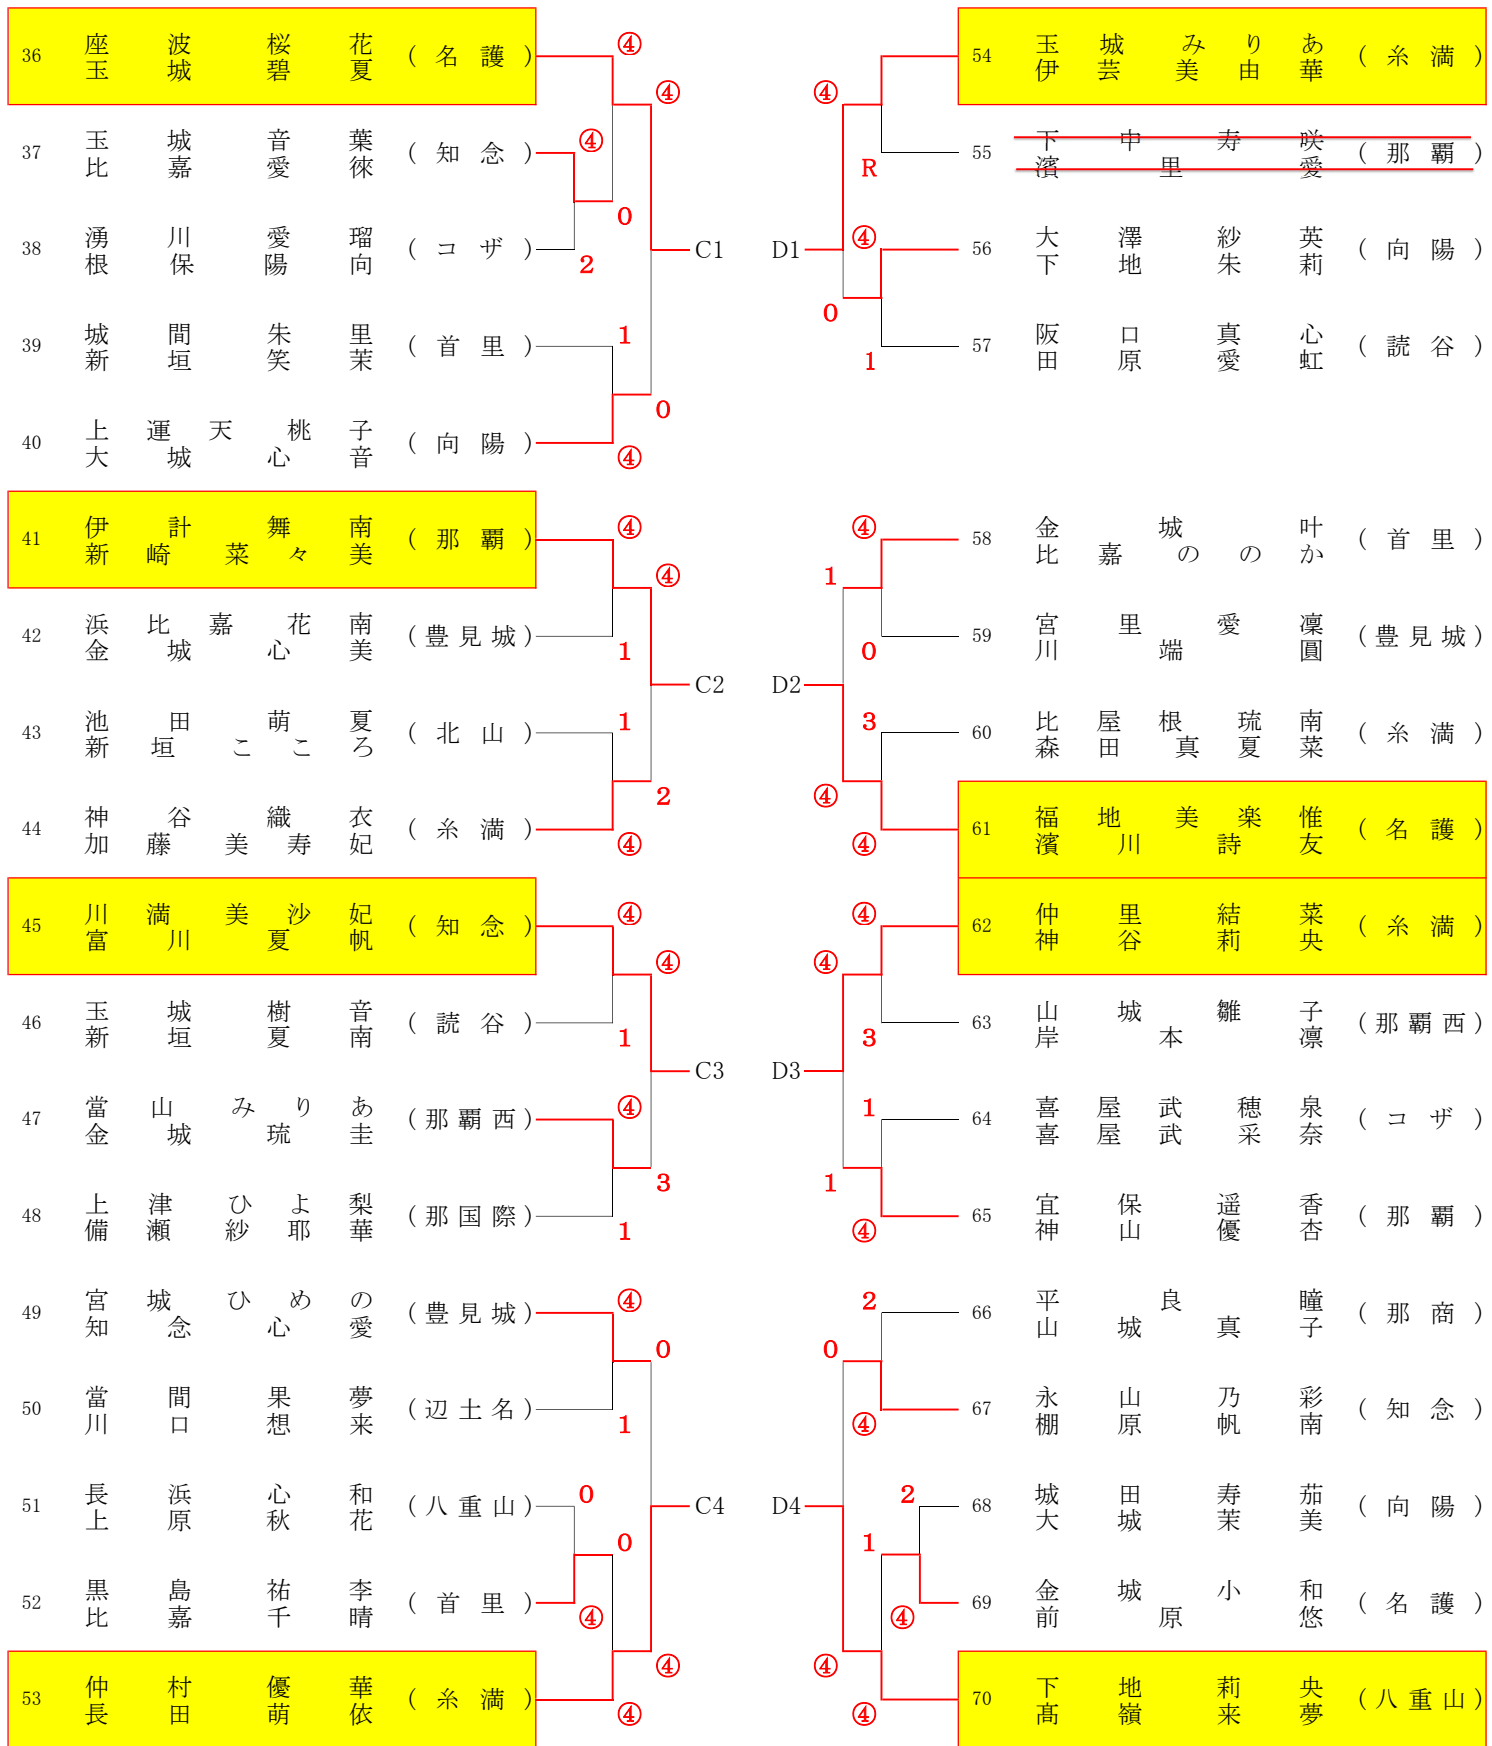 36 座波桜花 (名護)
玉城碧夏
④
④
37 玉城音葉 (知念)
比嘉愛徠
④
0
38 湧川愛瑠 (コザ)
根保陽向
2
C1
39 城間朱里 (首里)
新垣笑茉
1
0
40 上運天桃子 (向陽)
大城心音
④
41 伊計舞南 (那覇)
新崎菜々美
④
④
42 浜比嘉花南 (豊見城)
金城心美
1
C2
43 池田萌夏 (北山)
新垣こころ
1
2
44 神谷織衣 (糸満)
加藤美寿妃
④
45 川満美沙妃 (知念)
富川夏帆
④
④
46 玉城樹音 (読谷)
新垣夏南
1
C3
47 當山みりあ (那覇西)
金城琉圭
④
3
48 上津ひよ梨 (那国際)
備瀬紗耶華
1
49 宮城ひめの (豊見城)
知念心愛
④
0
50 當間果夢 (辺土名)
川口想来
1
51 長浜心和 (八重山)
上原秋花
0
0
C4
52 黒島祐李 (首里)
比嘉千晴
④
④
53 仲村優華 (糸満)
長田萌依
④
54 玉城みりあ (糸満)
伊芸美由華
④
55 下中寿咲 (那覇)
濱里愛
R
D1
56 大澤紗英 (向陽)
下地朱莉
④
0
57 阪口真心 (読谷)
田原愛虹
1
58 金城叶 (首里)
比嘉ののか
④
1
59 宮里愛凜 (豊見城)
川端圓
0
D2
60 比屋根琉南 (糸満)
森田真夏菜
3
④
61 福地美楽惟 (名護)
濱川詩友
④
62 仲里結菜 (糸満)
神谷莉央
④
④
63 山城雛子 (那覇西)
岸本凛
3
D3
64 喜屋武穂泉 (コザ)
喜屋武采奈
1
1
65 宜保遥香 (那覇)
神山優杏
④
66 平良瞳 (那商)
山城真子
2
0
67 永山乃彩 (知念)
棚原帆南
④
D4
68 城田寿茄 (向陽)
大城茉美
2
1
69 金城小和 (名護)
前原悠
④
④
70 下地莉央 (八重山)
髙嶺来夢
④